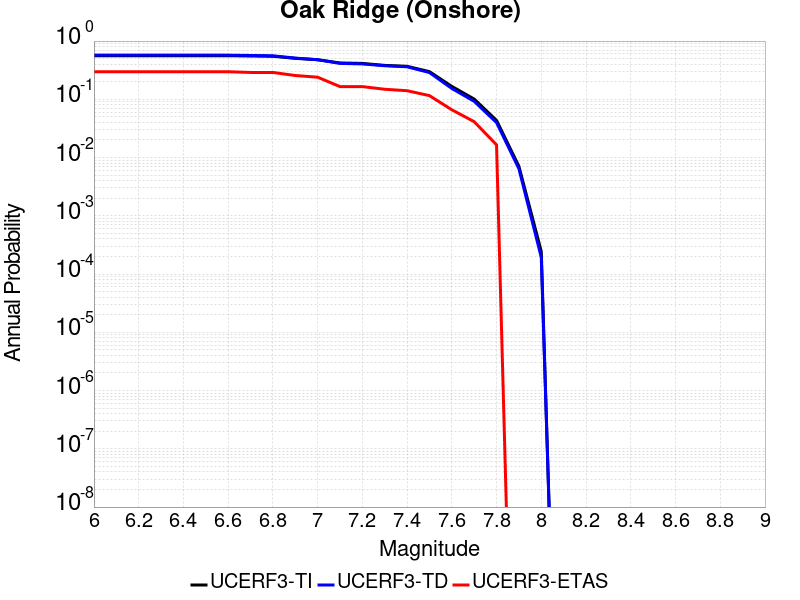 Oak Ridge (Onshore)
10^0
10^-1
10^-2
10^-3
10^-4
10^-5
10^-6
10^-7
10^-8
Annual Probability
6 6.2 6.4 6.6 6.8 7 7.2 7.4 7.6 7.8 8 8.2 8.4 8.6 8.8 9
Magnitude
UCERF3-TI UCERF3-TD UCERF3-ETAS